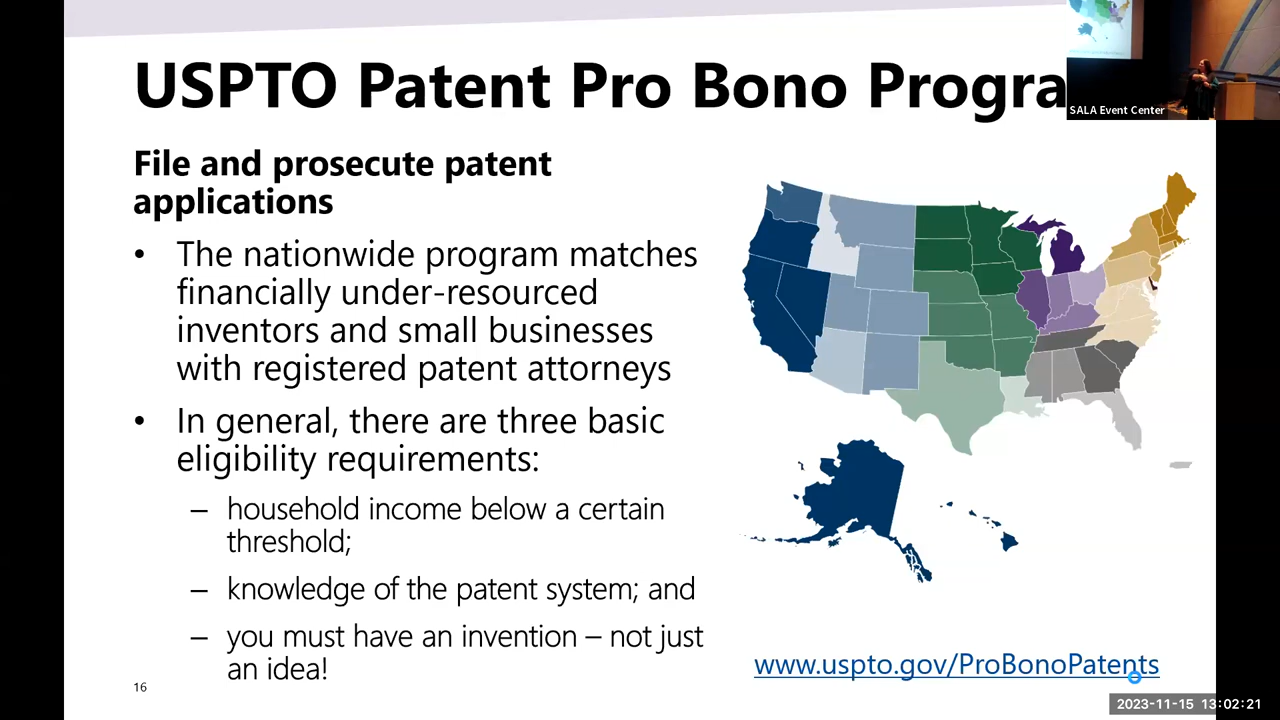 USPTO Patent Pro Bono Progra
SALA Event Center
File and prosecute patent
applications
• The nationwide program matches
financially under-resourced
inventors and small businesses
with registered patent attorneys
• In general, there are three basic
eligibility requirements:
– household income below a certain
threshold;
– knowledge of the patent system; and
– you must have an invention – not just
an idea!
www.uspto.gov/ProBonoPatents
16
2023-11-15 13:02:21